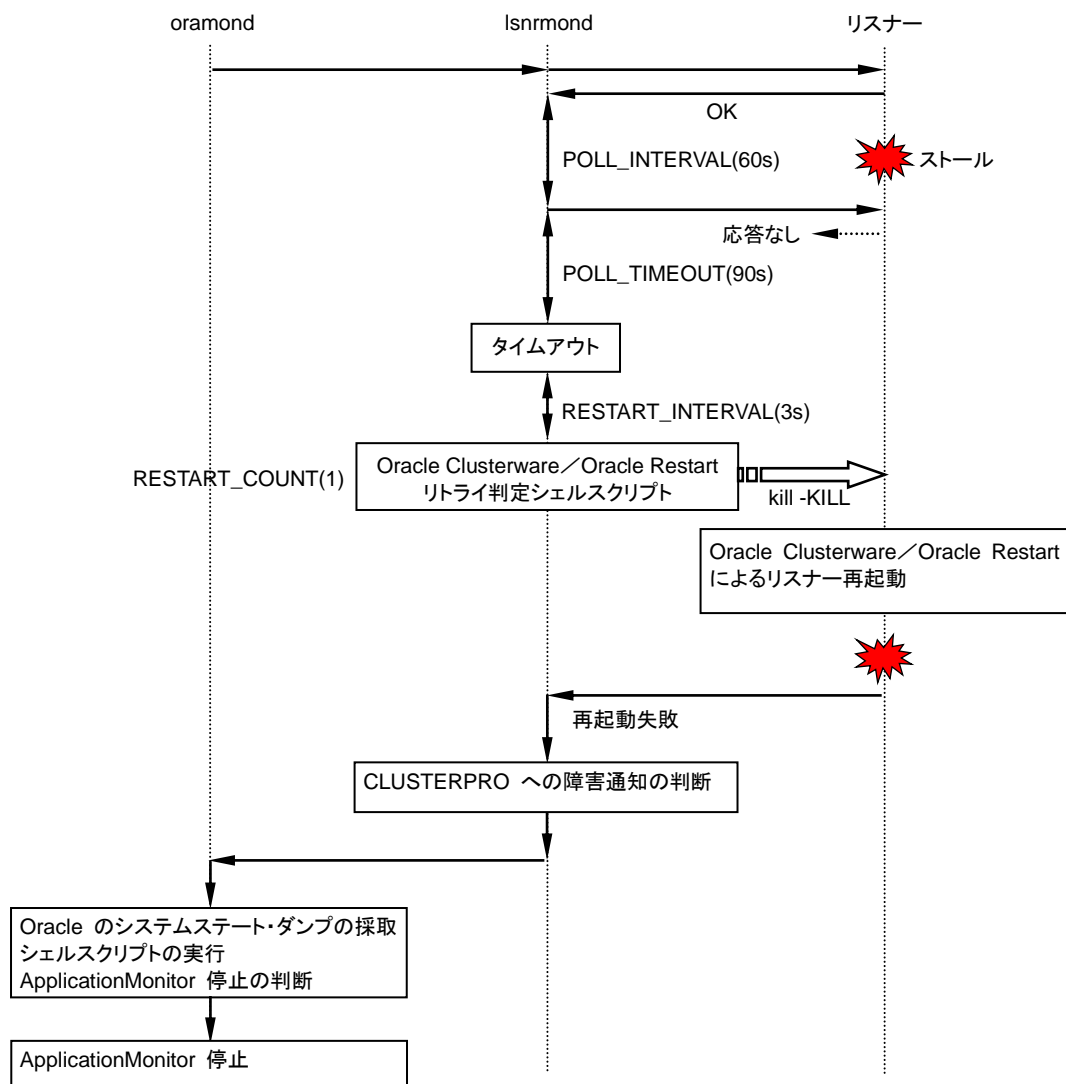 oramond
lsnrmond
リスナー
OK
POLL_INTERVAL(60s)
ストール
応答なし
POLL_TIMEOUT(90s)
タイムアウト
RESTART_INTERVAL(3s)
RESTART_COUNT(1)
Oracle Clusterware／Oracle Restart
リトライ判定シェルスクリプト
kill -KILL
Oracle Clusterware／Oracle Restart
によるリスナー再起動
再起動失敗
CLUSTERPRO への障害通知の判断
Oracle のシステムステート・ダンプの採取
シェルスクリプトの実行
ApplicationMonitor 停止の判断
ApplicationMonitor 停止